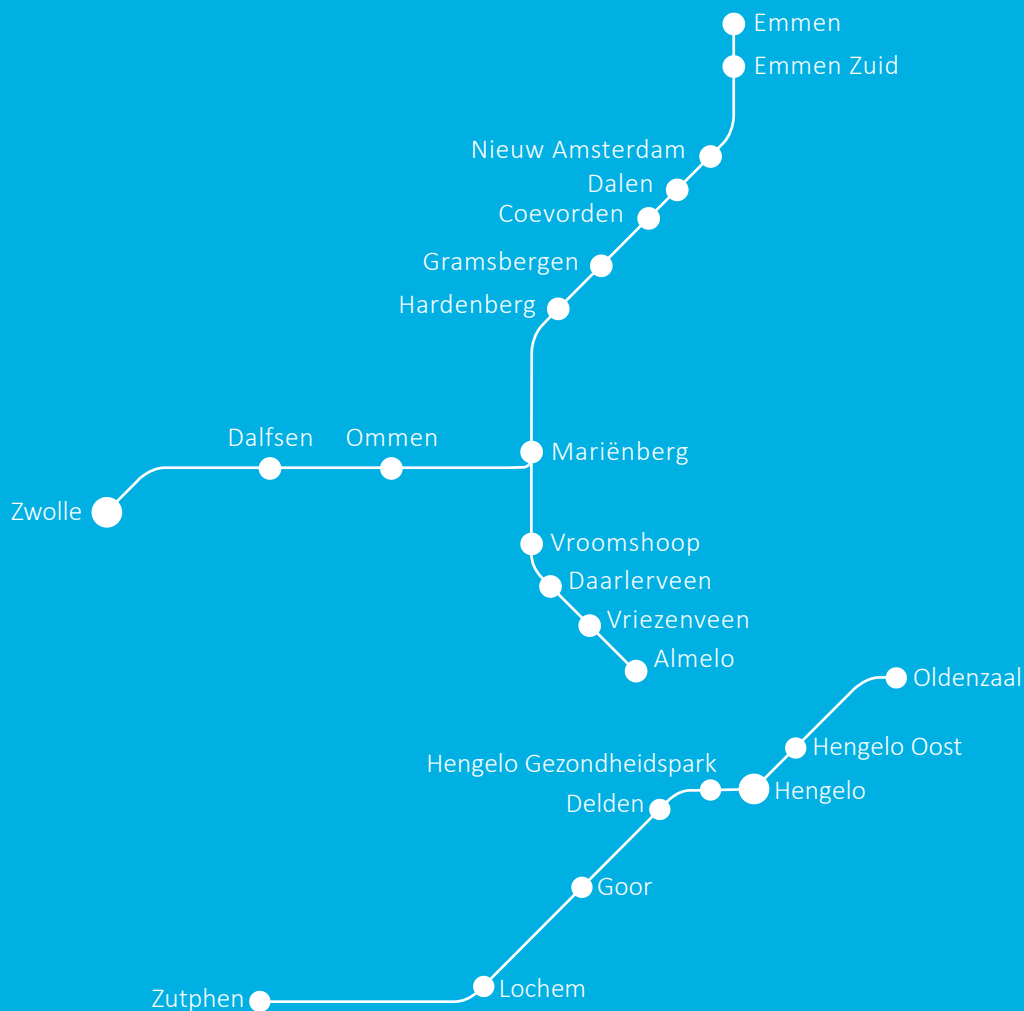 Emmen
Emmen Zuid
Nieuw Amsterdam
Dalen
Coevorden
Gramsbergen
Hardenberg
Dalfsen
Ommen
Mariënberg
Zwolle
Vroomshoop
Daarlerveen
Vriezenveen
Almelo
Oldenzaal
Hengelo Oost
Hengelo Gezondheidspark
Hengelo
Delden
Goor
Lochem
Zutphen